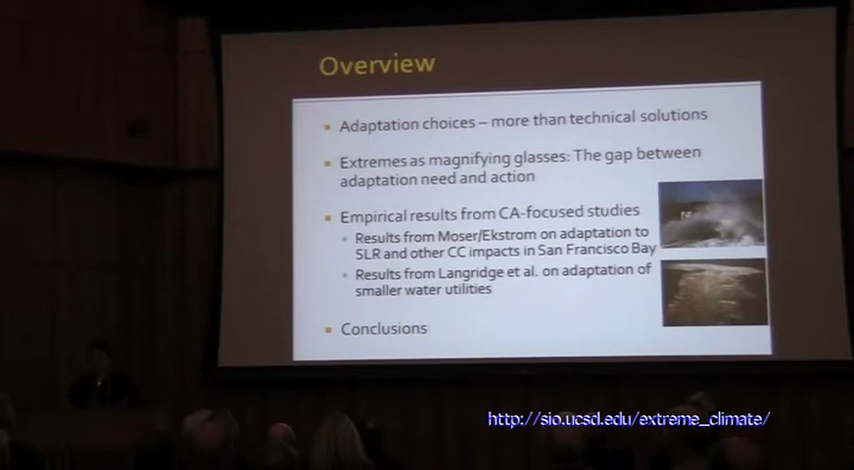 Overview
Adaptation choices – more than technical solutions
Extremes as magnifying glasses: The gap between
adaptation need and action
Empirical results from CA-focused studies
Results from Moser/Ekstrom on adaptation to
SLR and other CC impacts in San Francisco Bay
Results from Langridge et al. on adaptation of
smaller water utilities
Conclusions
http://sio.ucsd.edu/extreme_climate/